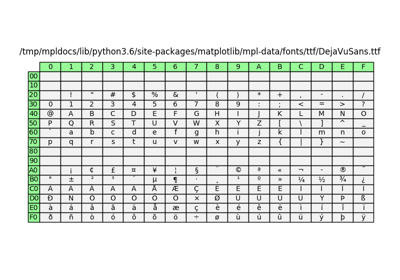 /tmp/mpldocs/lib/python3.6/site-packages/matplotlib/mpl-data/fonts/ttf/DejaVuSans.ttf
0 1 2 3 4 5 6 7 8 9 A B C D E F
00
10
20 ! " # $ % & ' ( ) * + , - . /
30 0 1 2 3 4 5 6 7 8 9 : ; < = > ?
40 @ A B C D E F G H I J K L M N O
50 P Q R S T U V W X Y Z [ \ ] ^ _
60 ` a b c d e f g h i j k l m n o
70 p q r s t u v w x y z { | } ~
80
90
A0 ¡ ¢ £ ¤ ¥ ¦ § ¨ © ª « ¬ - ® ¯
B0 ° ± ² ³ ´ µ ¶ · ¸ ¹ º » ¼ ½ ¾ ¿
C0 À Á Â Ã Ä Å Æ Ç È É Ê Ë Ì Í Î Ï
D0 Ð Ñ Ò Ó Ô Õ Ö × Ø Ù Ú Û Ü Ý Þ ß
E0 à á â ã ä å æ ç è é ê ë ì í î ï
F0 ð ñ ò ó ô õ ö ÷ ø ù ú û ü ý þ ÿ